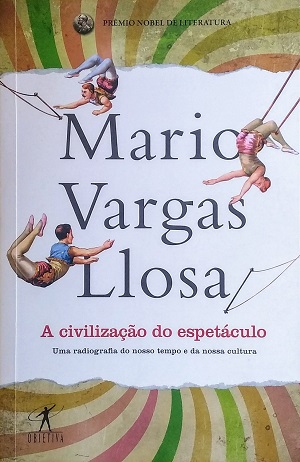 PRÊMIO NOBEL DE LITERATURA
Mario
Vargas
Llosa
A civilização do espetáculo
Uma radiografia do nosso tempo e da nossa cultura
OBJETIVA